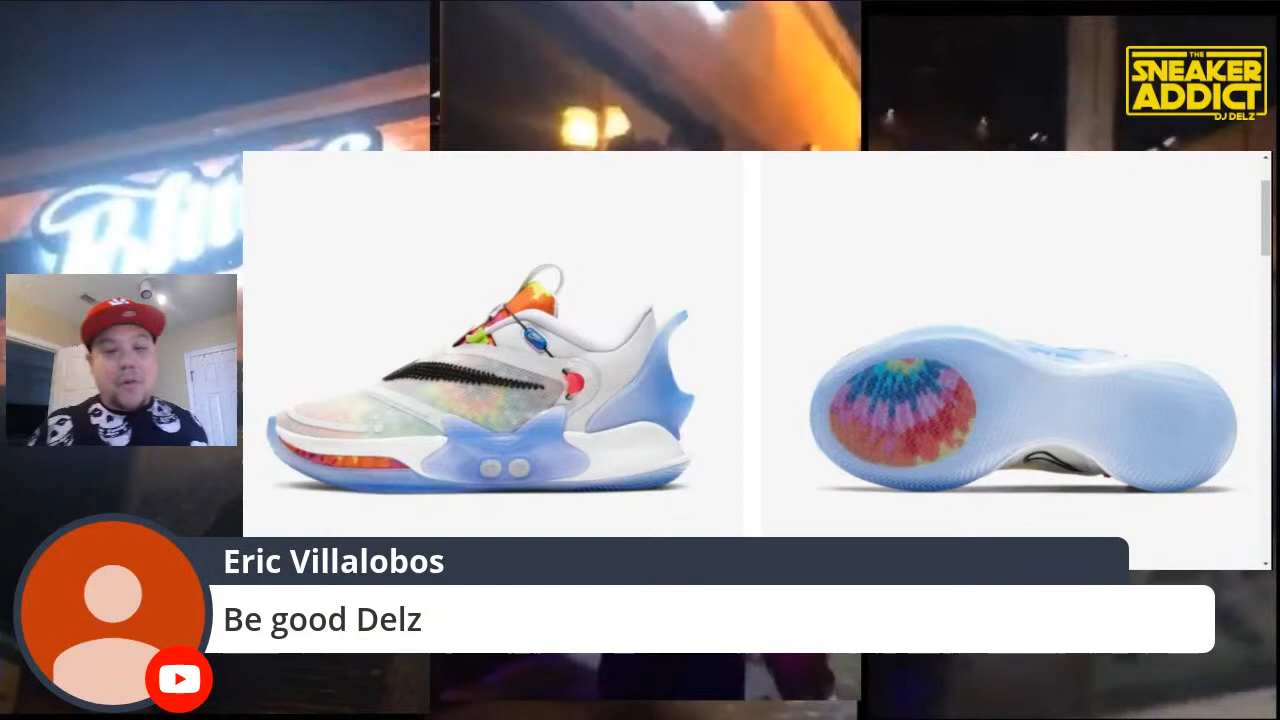 THE
SNEAKER
ADDICT
DJ DELZ
Eric Villalobos
Be good Delz